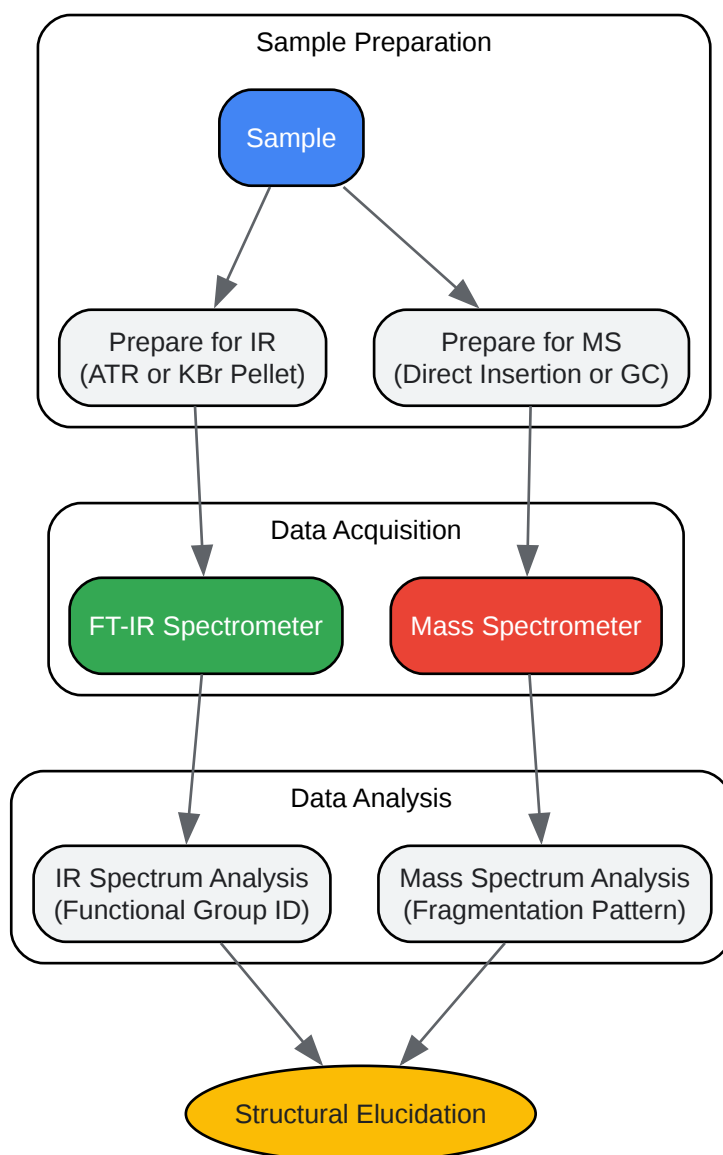 Sample Preparation
Sample
Prepare for IR
(ATR or KBr Pellet)
Prepare for MS
(Direct Insertion or GC)
Data Acquisition
FT-IR Spectrometer
Mass Spectrometer
Data Analysis
IR Spectrum Analysis
(Functional Group ID)
Mass Spectrum Analysis
(Fragmentation Pattern)
Structural Elucidation